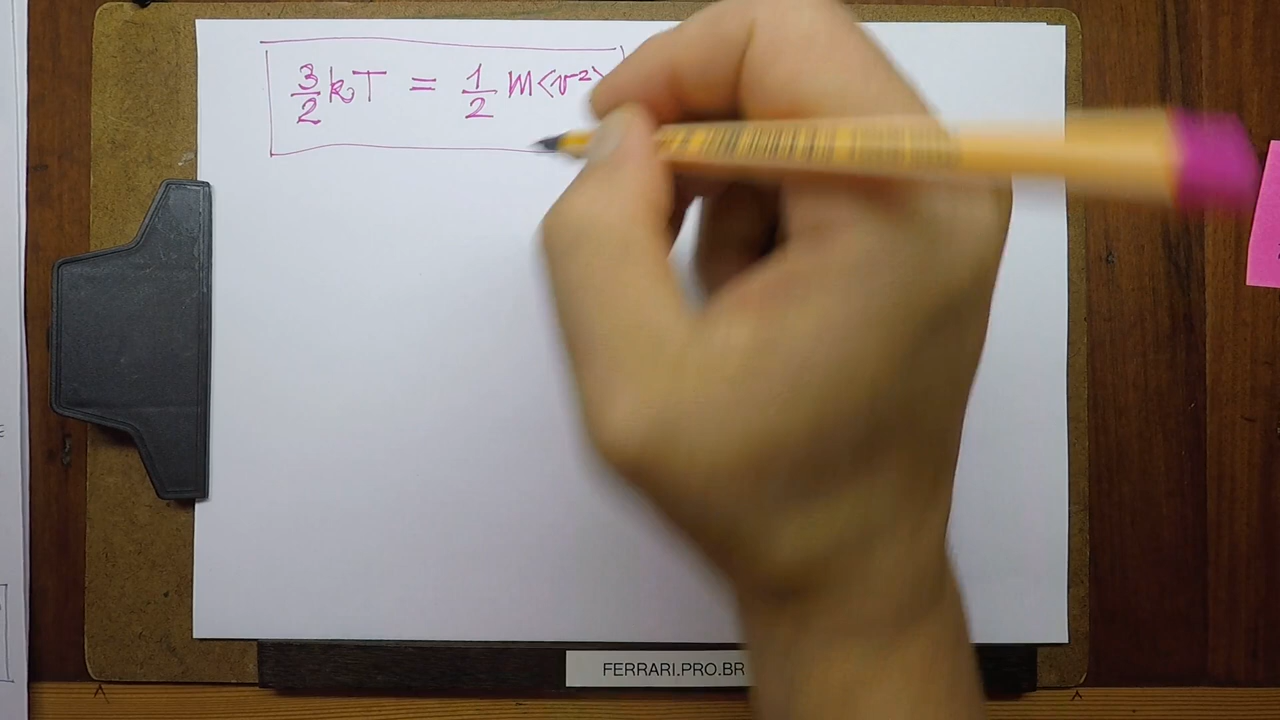 3/2 kT = 1/2 m<v²>
FERRARI.PRO.BR